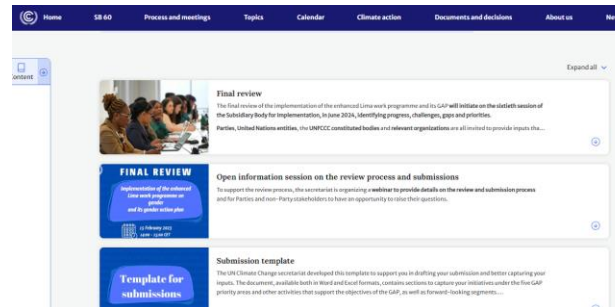 Home SB 60 Process and meetings Topics Calendar Climate action Documents and decisions About us
Expand all
Final review
The final review of the implementation of the enhanced Lima work programme and its GAP will initiate on the sixtieth session of
the Subsidiary Body for Implementation, in June 2024, identifying progress, challenges, gaps and priorities.
Parties, United Nations entities, the UNFCCC constituted bodies and relevant organizations are all invited to provide inputs tha...
FINAL REVIEW
Implementation of the enhanced
Lima work programme on
gender
and its gender action plan
Open information session on the review process and submissions
To support the review process, the secretariat is organizing a webinar to provide details on the review and submission process
and for Parties and non-Party stakeholders to have an opportunity to raise their questions.
Template for
submissions
Submission template
The UN Climate Change secretariat developed this template to support you in drafting your submission and better capturing your
inputs. The document, available both in Word and Excel formats, contains sections to capture your initiatives under the five GAP
priority areas and other activities that support the objectives of the GAP, as well as forward-looking segments....